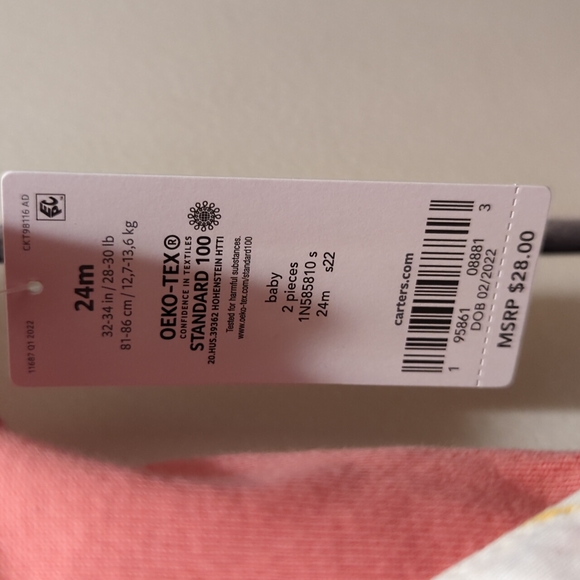 CKT98116 AD
11687 Q1 2022
24m
32-34 in / 28-30 lb
81-86 cm / 12,7-13,6 kg
OEKO-TEX®
CONFIDENCE IN TEXTILES
STANDARD 100
20.HUS.39362 HOHENSTEIN HTTI
Tested for harmful substances.
www.oeko-tex.com/standard100
baby
2 pieces
1N585810 s
24m s22
carters.com
1 95861 08881 3
DOB 02/2022
MSRP $28.00